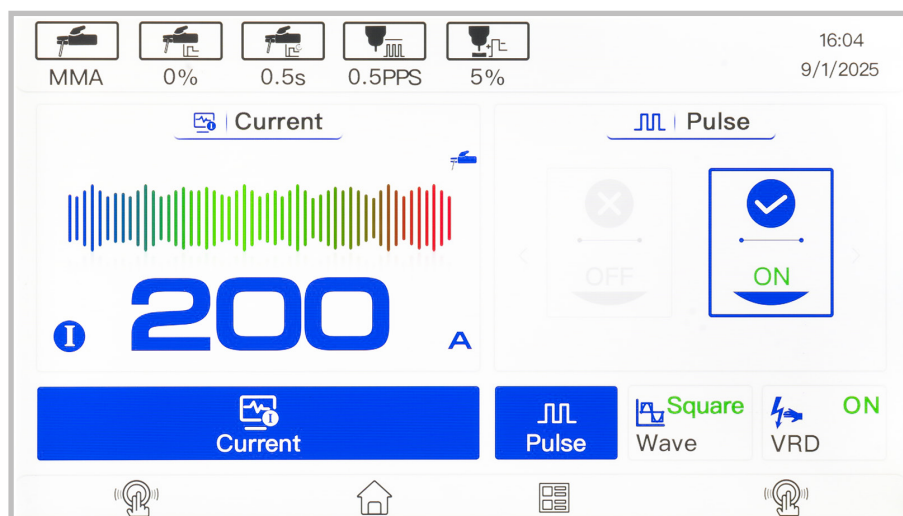 MMA
0%
0.5s
0.5PPS
5%
16:04
9/1/2025
Current
Pulse
200
I
A
OFF
ON
Current
Pulse
Square
Wave
ON
VRD